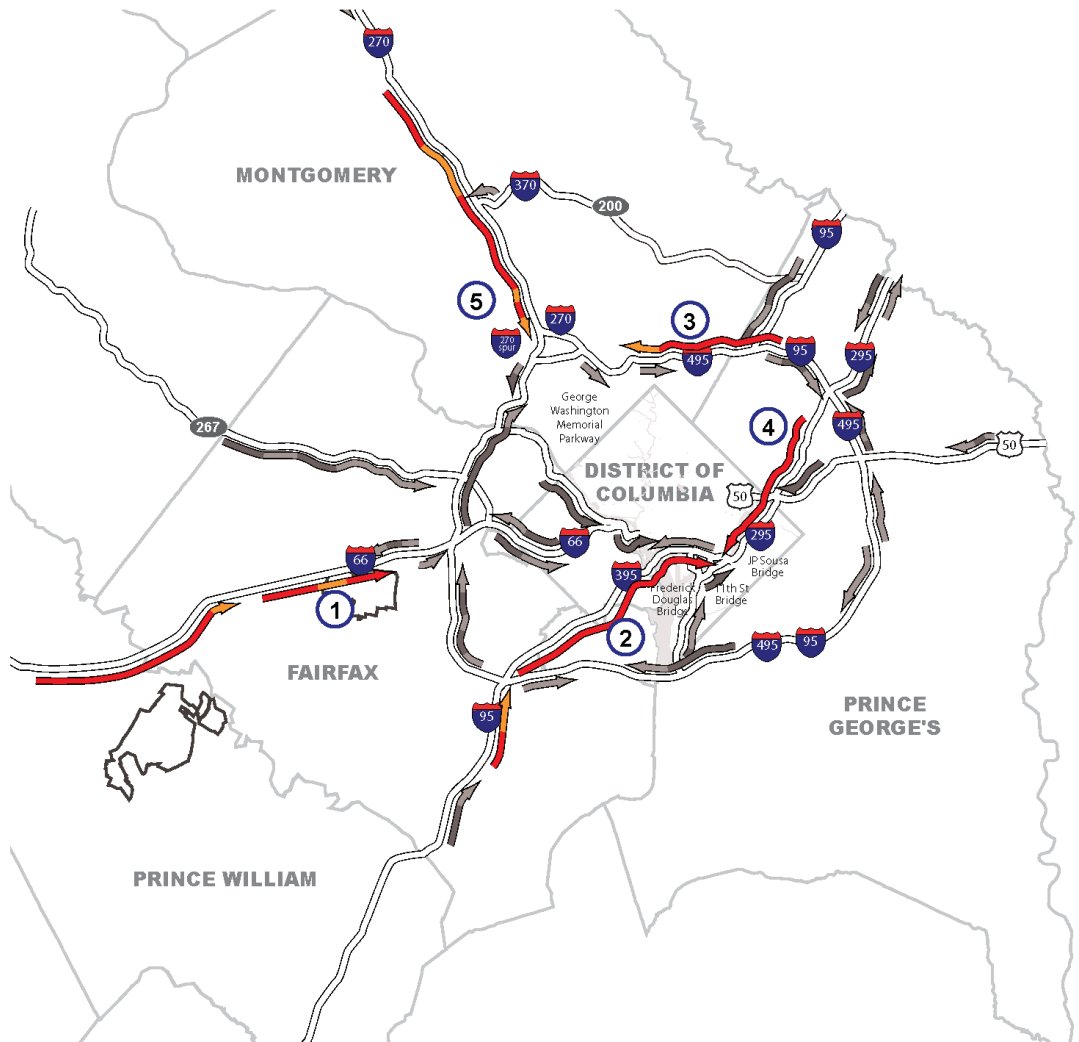 270
MONTGOMERY
370
200
95
5
270
3
270
spur
495
95
295
George
Washington
Memorial
Parkway
4
495
267
50
DISTRICT OF
COLUMBIA
50
66
295
66
JP Sousa
Bridge
395
Frederick
Douglas
Bridge
11th St
Bridge
1
2
495
95
FAIRFAX
95
PRINCE
GEORGE'S
PRINCE WILLIAM